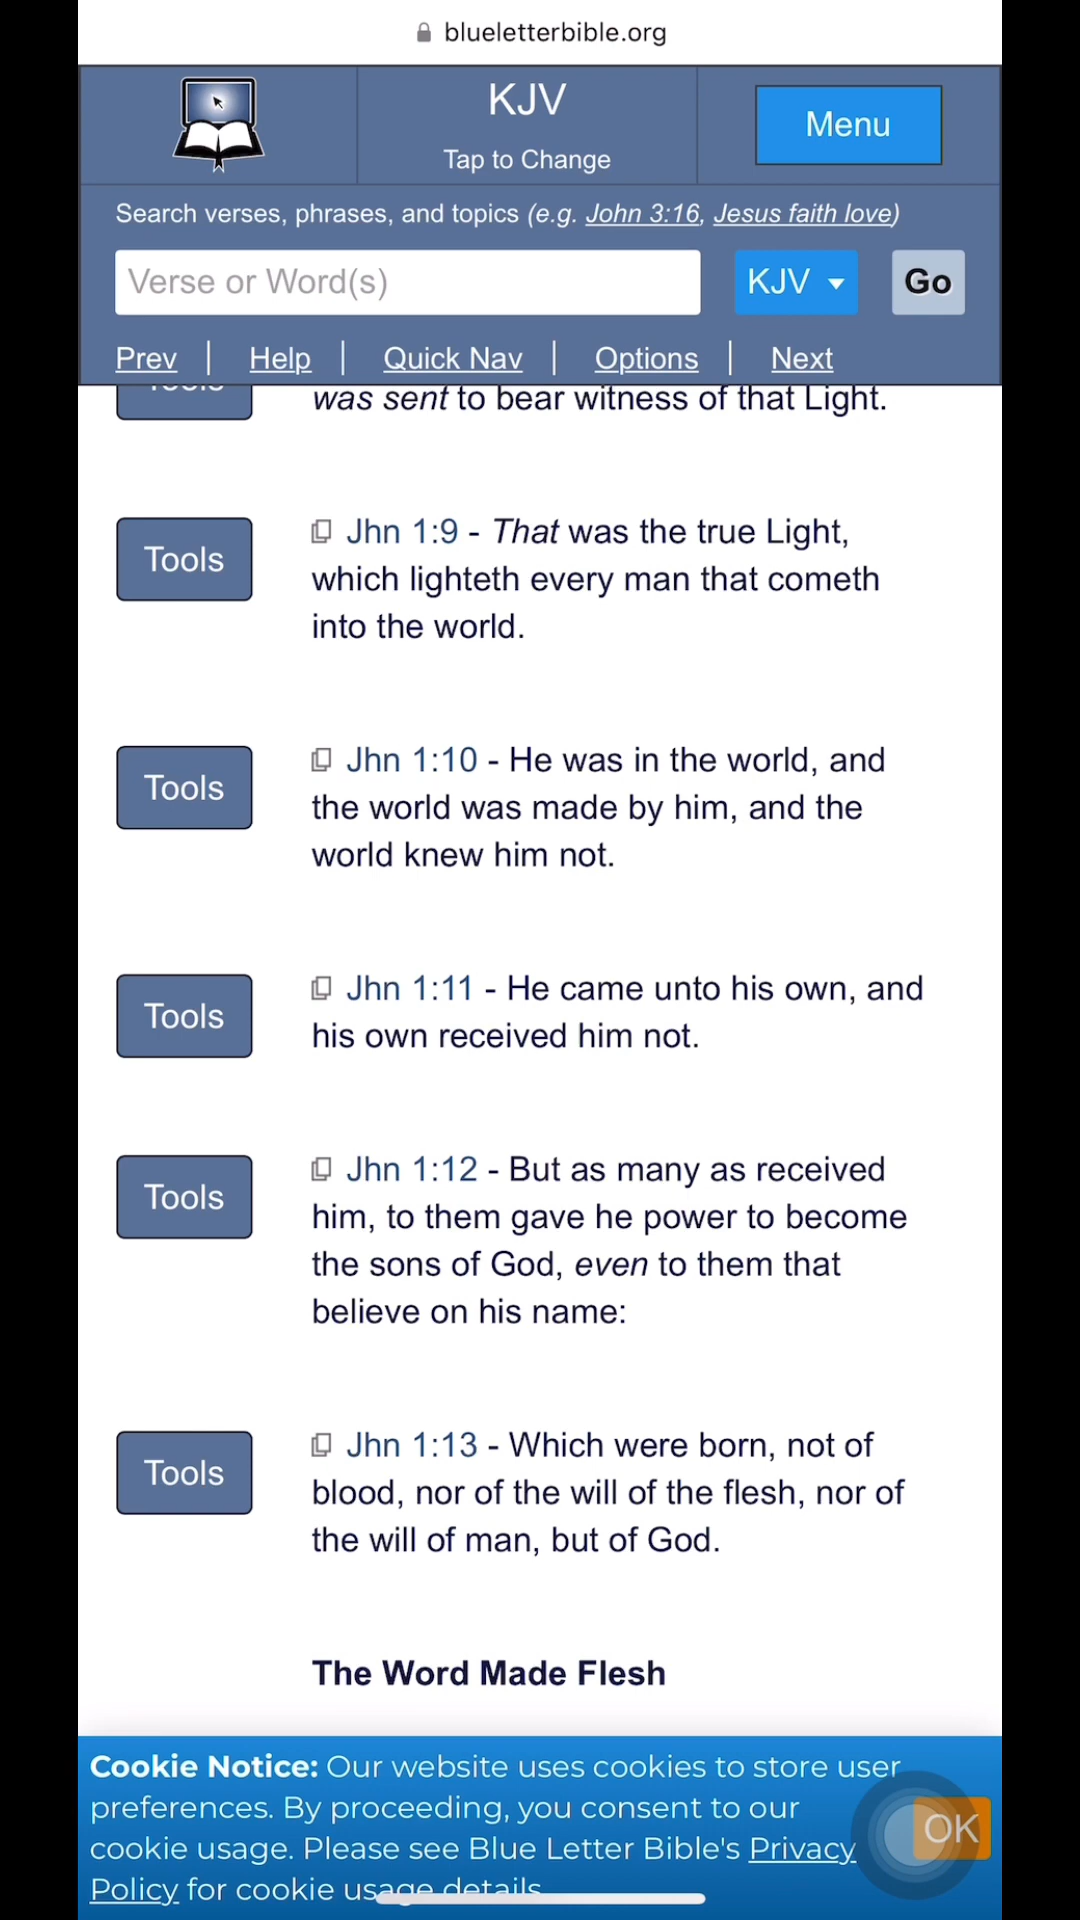 blueletterbible.org
KJV
Tap to Change
Menu
Search verses, phrases, and topics (e.g. John 3:16, Jesus faith love)
Verse or Word(s)
KJV
Go
Prev | Help | Quick Nav | Options | Next
Tools
was sent to bear witness of that Light.
Tools
Jhn 1:9 - That was the true Light,
which lighteth every man that cometh
into the world.
Tools
Jhn 1:10 - He was in the world, and
the world was made by him, and the
world knew him not.
Tools
Jhn 1:11 - He came unto his own, and
his own received him not.
Tools
Jhn 1:12 - But as many as received
him, to them gave he power to become
the sons of God, even to them that
believe on his name:
Tools
Jhn 1:13 - Which were born, not of
blood, nor of the will of the flesh, nor of
the will of man, but of God.
The Word Made Flesh
Cookie Notice: Our website uses cookies to store user
preferences. By proceeding, you consent to our
cookie usage. Please see Blue Letter Bible's Privacy
Policy for cookie usage details
OK